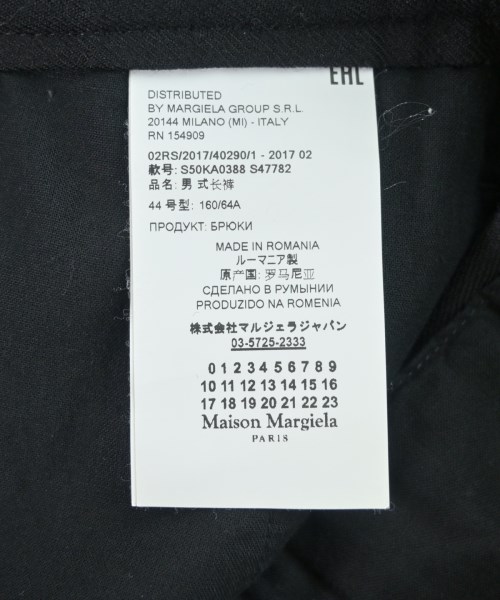 EAC
DISTRIBUTED
BY MARGIELA GROUP S.R.L.
20144 MILANO (MI) - ITALY
RN 154909
02RS/2017/40290/1 - 2017 02
款号: S50KA0388 S47782
品名: 男 式长裤
44 号型: 160/64A
ПРОДУКТ: БРЮКИ
MADE IN ROMANIA
ルーマニア製
原产国: 罗马尼亚
СДЕЛАНО В РУМЫНИИ
PRODUZIDO NA ROMENIA
株式会社マルジェラジャパン
03-5725-2333
0 1 2 3 4 5 6 7 8 9
10 11 12 13 14 15 16
17 18 19 20 21 22 23
Maison Margiela
PARIS